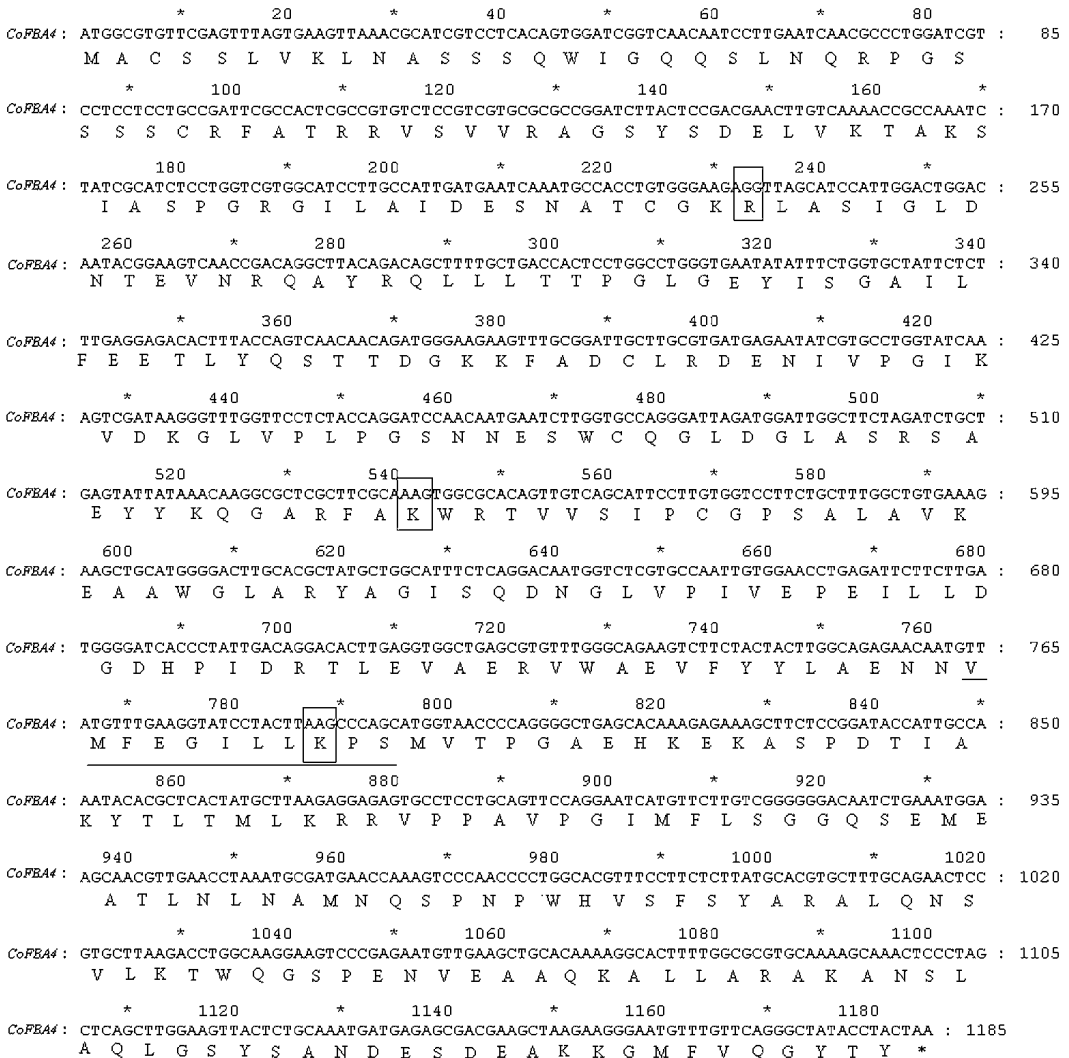 * 20 * 40 * 60 * 80
CoFBA4 : ATGGCGTGTTCGAGTTTAGTGAAGTTAAACGCATCGTCCTCACAGTGGATCGGTCAACAATCCTTGAATCAACGCCCTGGATCGT : 85
M A C S S L V K L N A S S S Q W I G Q Q S L N Q R P G S
* 100 * 120 * 140 * 160 *
CoFBA4 : CCTCCTCCTGCCGATTCGCCACTCGCCGTGTCTCCGTCGTGCGCGCCGGATCTTACTCCGACGAACTTGTCAAAACCGCCAAATC : 170
S S S C R F A T R R V S V V R A G S Y S D E L V K T A K S
180 * 200 * 220 * 240 *
CoFBA4 : TATCGCATCTCCTGGTCGTGGCATCCTTGCCATTGATGAATCAAATGCCACCTGTGGGAAGAGGTTAGCATCCATTGGACTGGAC : 255
I A S P G R G I L A I D E S N A T C G K R L A S I G L D
260 * 280 * 300 * 320 * 340
CoFBA4 : AATACGGAAGTCAACCGACAGGCTTACAGACAGCTTTTGCTGACCACTCCTGGCCTGGGTGAATATATTTCTGGTGCTATTCTCT : 340
N T E V N R Q A Y R Q L L L T T P G L G E Y I S G A I L
* 360 * 380 * 400 * 420
CoFBA4 : TTGAGGAGACACTTTACCAGTCAACAACAGATGGGAAGAAGTTTGCGGATTGCTTGCGTGATGAGAATATCGTGCCTGGTATCAA : 425
F E E T L Y Q S T T D G K K F A D C L R D E N I V P G I K
* 440 * 460 * 480 * 500 *
CoFBA4 : AGTCGATAAGGGTTTGGTTCCTCTACCAGGATCCAACAATGAATCTTGGTGCCAGGGATTAGATGGATTGGCTTCTAGATCTGCT : 510
V D K G L V P L P G S N N E S W C Q G L D G L A S R S A
520 * 540 * 560 * 580 *
CoFBA4 : GAGTATTATAAACAAGGCGCTCGCTTCGCAAAGTGGCGCACAGTTGTCAGCATTCCTTGTGGTCCTTCTGCTTTGGCTGTGAAAG : 595
E Y Y K Q G A R F A K W R T V V S I P C G P S A L A V K
600 * 620 * 640 * 660 * 680
CoFBA4 : AAGCTGCATGGGGACTTGCACGCTATGCTGGCATTTCTCAGGACAATGGTCTCGTGCCAATTGTGGAACCTGAGATTCTTCTTGA : 680
E A A W G L A R Y A G I S Q D N G L V P I V E P E I L L D
* 700 * 720 * 740 * 760
CoFBA4 : TGGGGATCACCCTATTGACAGGACACTTGAGGTGGCTGAGCGTGTTTGGGCAGAAGTCTTCTACTACTTGGCAGAGAACAATGTT : 765
G D H P I D R T L E V A E R V W A E V F Y Y L A E N N V
* 780 * 800 * 820 * 840 *
CoFBA4 : ATGTTTGAAGGTATCCTACTTAAGCCCAGCATGGTAACCCCAGGGGCTGAGCACAAAGAGAAAGCTTCTCCGGATACCATTGCCA : 850
M F E G I L L K P S M V T P G A E H K E K A S P D T I A
860 * 880 * 900 * 920 *
CoFBA4 : AATACACGCTCACTATGCTTAAGAGGAGAGTGCCTCCTGCAGTTCCAGGAATCATGTTCTTGTCGGGGGGACAATCTGAAATGGA : 935
K Y T L T M L K R R V P P A V P G I M F L S G G Q S E M E
940 * 960 * 980 * 1000 * 1020
CoFBA4 : AGCAACGTTGAACCTAAATGCGATGAACCAAAGTCCCAACCCCTGGCACGTTTCCTTCTCTTATGCACGTGCTTTGCAGAACTCC : 1020
A T L N L N A M N Q S P N P W H V S F S Y A R A L Q N S
* 1040 * 1060 * 1080 * 1100
CoFBA4 : GTGCTTAAGACCTGGCAAGGAAGTCCCGAGAATGTTGAAGCTGCACAAAAGGCACTTTTGGCGCGTGCAAAAGCAAACTCCCTAG : 1105
V L K T W Q G S P E N V E A A Q K A L L A R A K A N S L
* 1120 * 1140 * 1160 * 1180
CoFBA4 : CTCAGCTTGGAAGTTACTCTGCAAATGATGAGAGCGACGAAGCTAAGAAGGGAATGTTTGTTCAGGGCTATACCTACTAA : 1185
A Q L G S Y S A N D E S D E A K K G M F V Q G Y T Y *